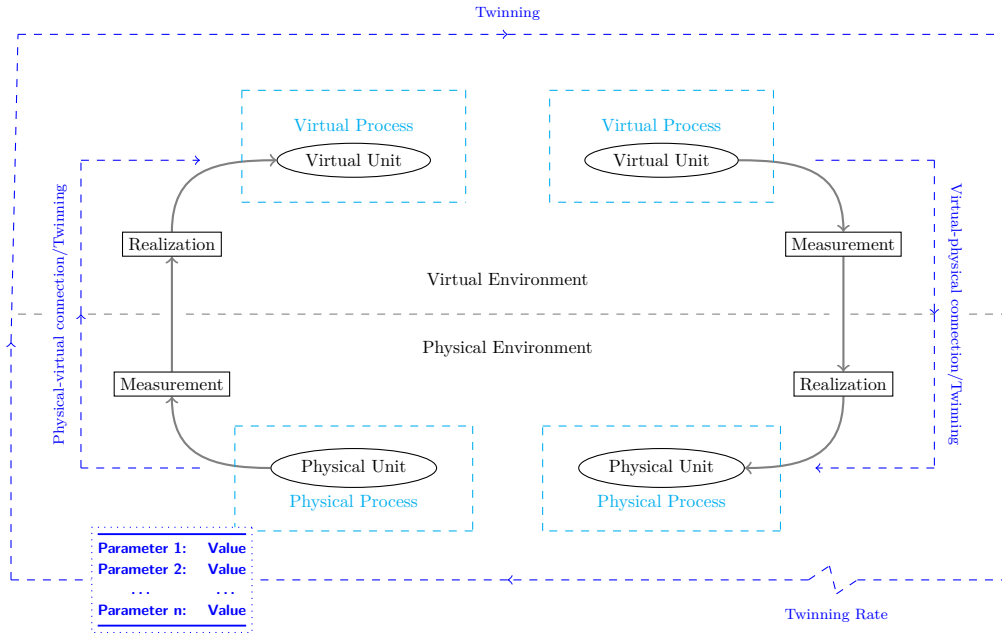 Twinning
Virtual Process
Virtual Unit
Virtual Process
Virtual Unit
Realization
Measurement
Physical-virtual connection/Twinning
Virtual-physical connection/Twinning
Virtual Environment
Physical Environment
Measurement
Realization
Physical Unit
Physical Process
Physical Unit
Physical Process
Parameter 1: Value
Parameter 2: Value
... ...
Parameter n: Value
Twinning Rate